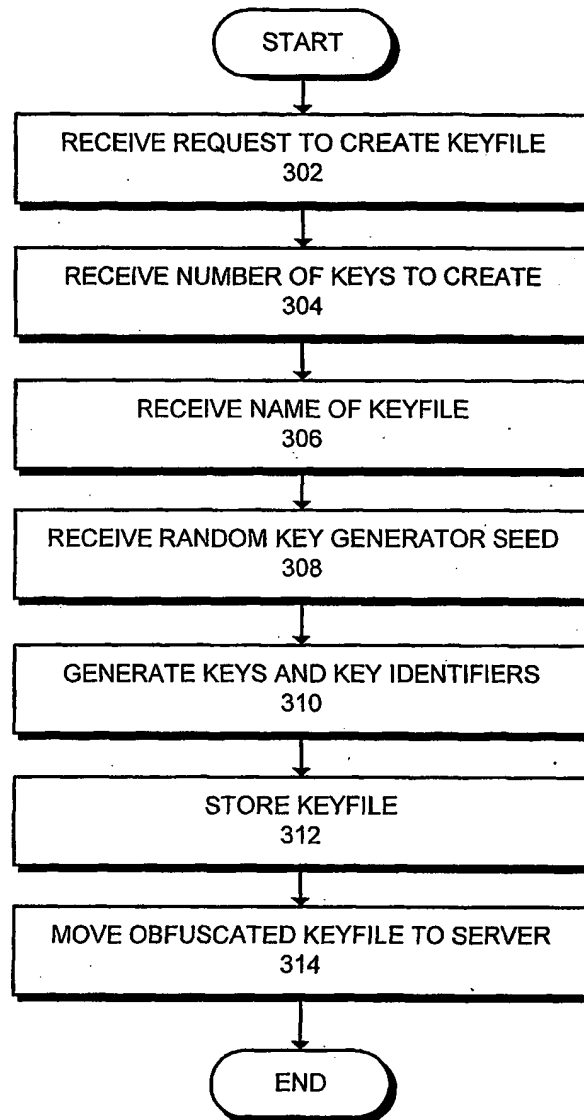 START
RECEIVE REQUEST TO CREATE KEYFILE
302
RECEIVE NUMBER OF KEYS TO CREATE
304
RECEIVE NAME OF KEYFILE
306
RECEIVE RANDOM KEY GENERATOR SEED
308
GENERATE KEYS AND KEY IDENTIFIERS
310
STORE KEYFILE
312
MOVE OBFUSCATED KEYFILE TO SERVER
314
END